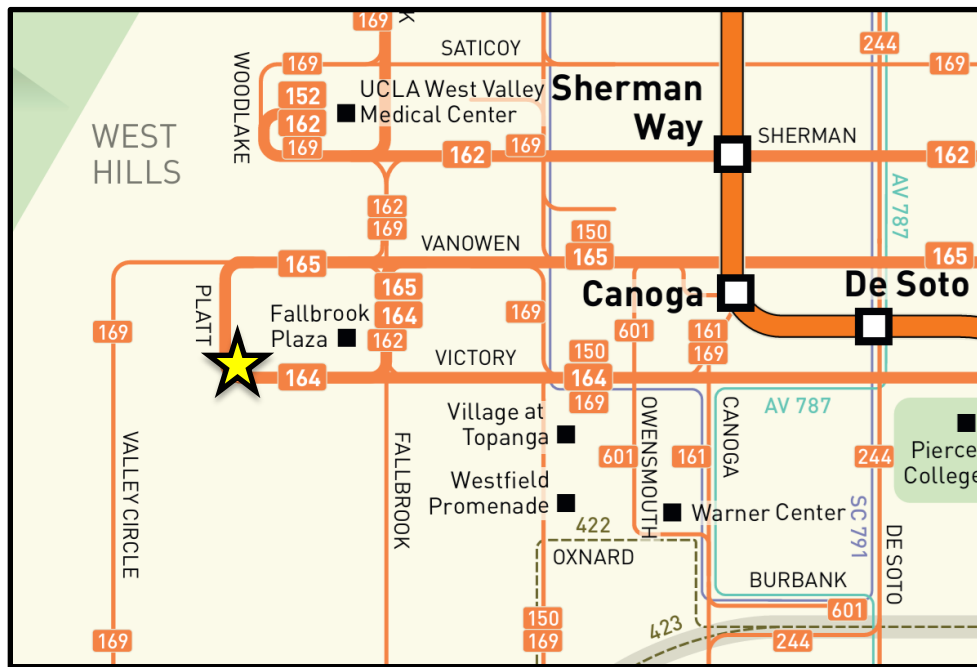 169
K
SATICOY
244
WOODLAKE
169
169
152
UCLA West Valley
Medical Center
Sherman
Way
WEST
HILLS
162
169
162
169
SHERMAN
162
AV 787
162
169
150
VANOWEN
165
165
165
165
Canoga
De Soto
PLATT
Fallbrook
Plaza
164
162
169
169
601
161
169
VICTORY
150
164
164
169
AV 787
Village at
Topanga
VALLEY CIRCLE
FALLBROOK
OWENSMOUTH
CANOGA
601
161
244
Pierce
College
Westfield
Promenade
SC 791
422
Warner Center
OXNARD
DE SOTO
BURBANK
150
169
601
423
244
169